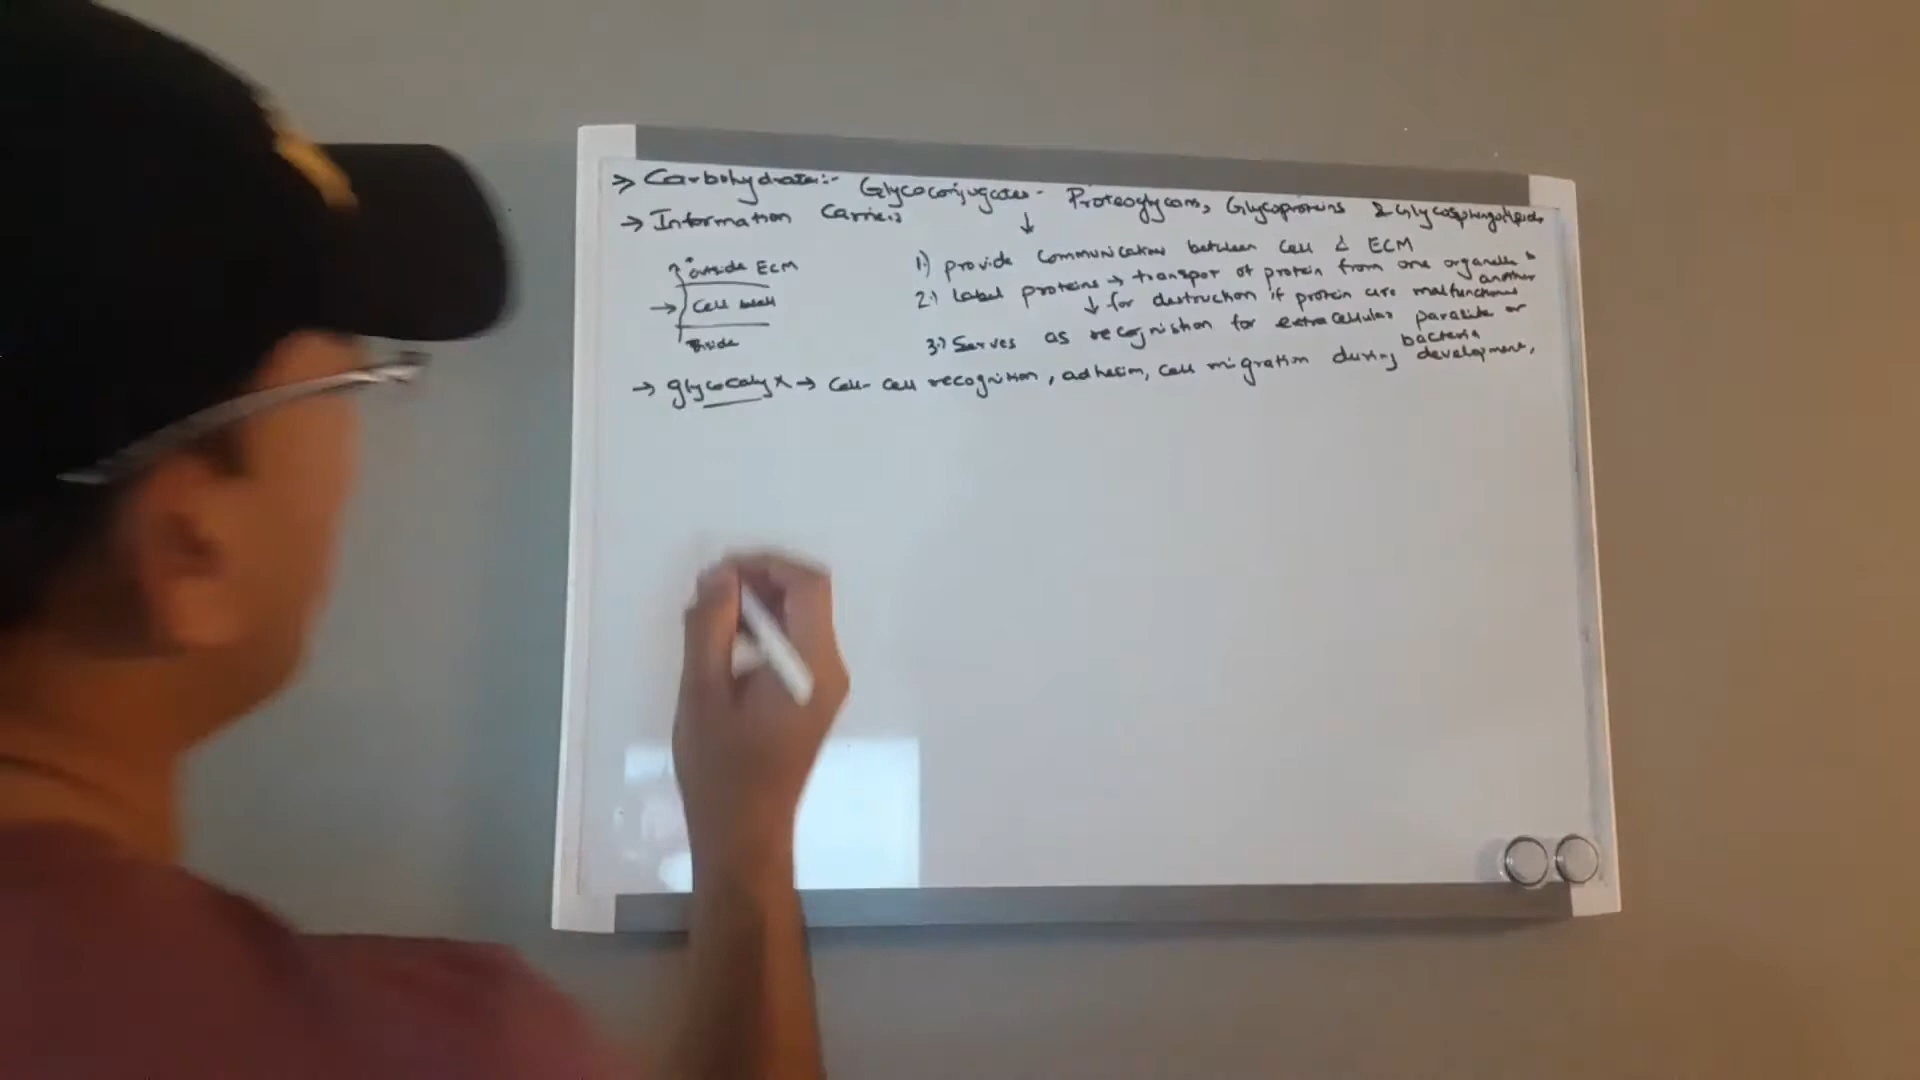 → Carbohydrates:- Glycoconjugates - Proteoglycans, Glycoproteins & Glycosphingolipids
→ Information Carriers ↓
outside ECM
→ Cell wall
Inside
1.) provide communication between cell & ECM
2.) Label proteins → transport of protein from one organelle to another
↓ for destruction if protein are malfunctioned
3.) Serves as recognistion for extracellular parasite or bacteria
→ glycocalyx → Cell-cell recognition, adhesion, cell migration during development,